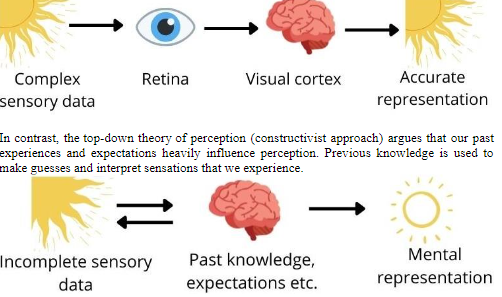 Complex
sensory data
Retina
Visual cortex
Accurate
representation
In contrast, the top-down theory of perception (constructivist approach) argues that our past
experiences and expectations heavily influence perception. Previous knowledge is used to
make guesses and interpret sensations that we experience.
Incomplete sensory
data
Past knowledge,
expectations etc.
Mental
representation